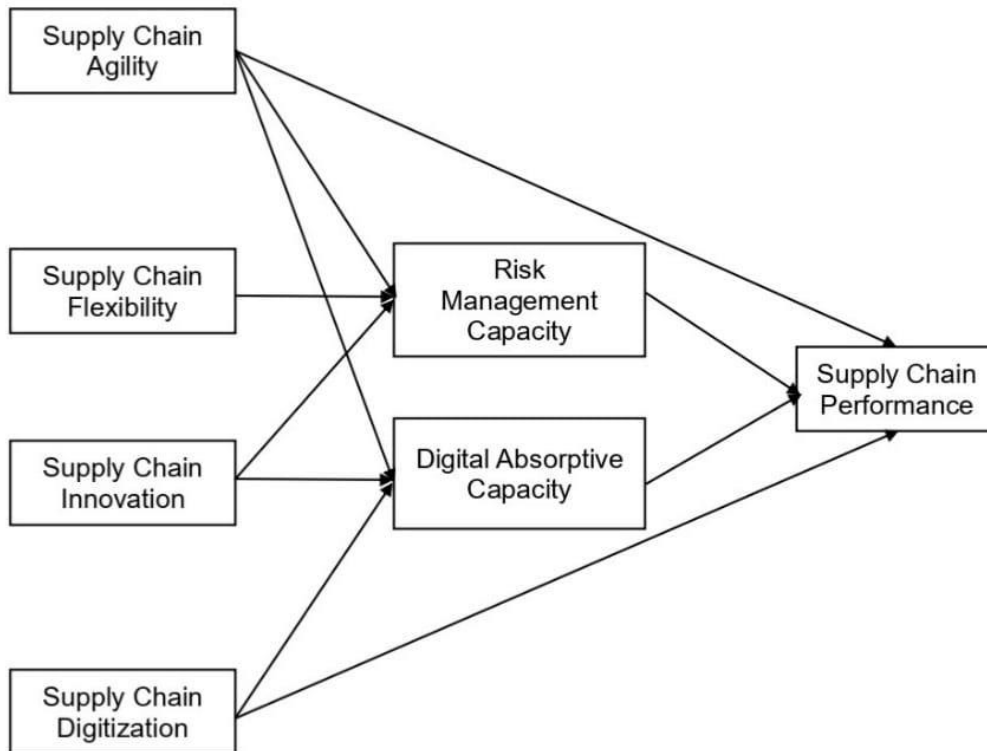 Supply Chain
Agility
Supply Chain
Flexibility
Risk
Management
Capacity
Supply Chain
Performance
Supply Chain
Innovation
Digital Absorptive
Capacity
Supply Chain
Digitization